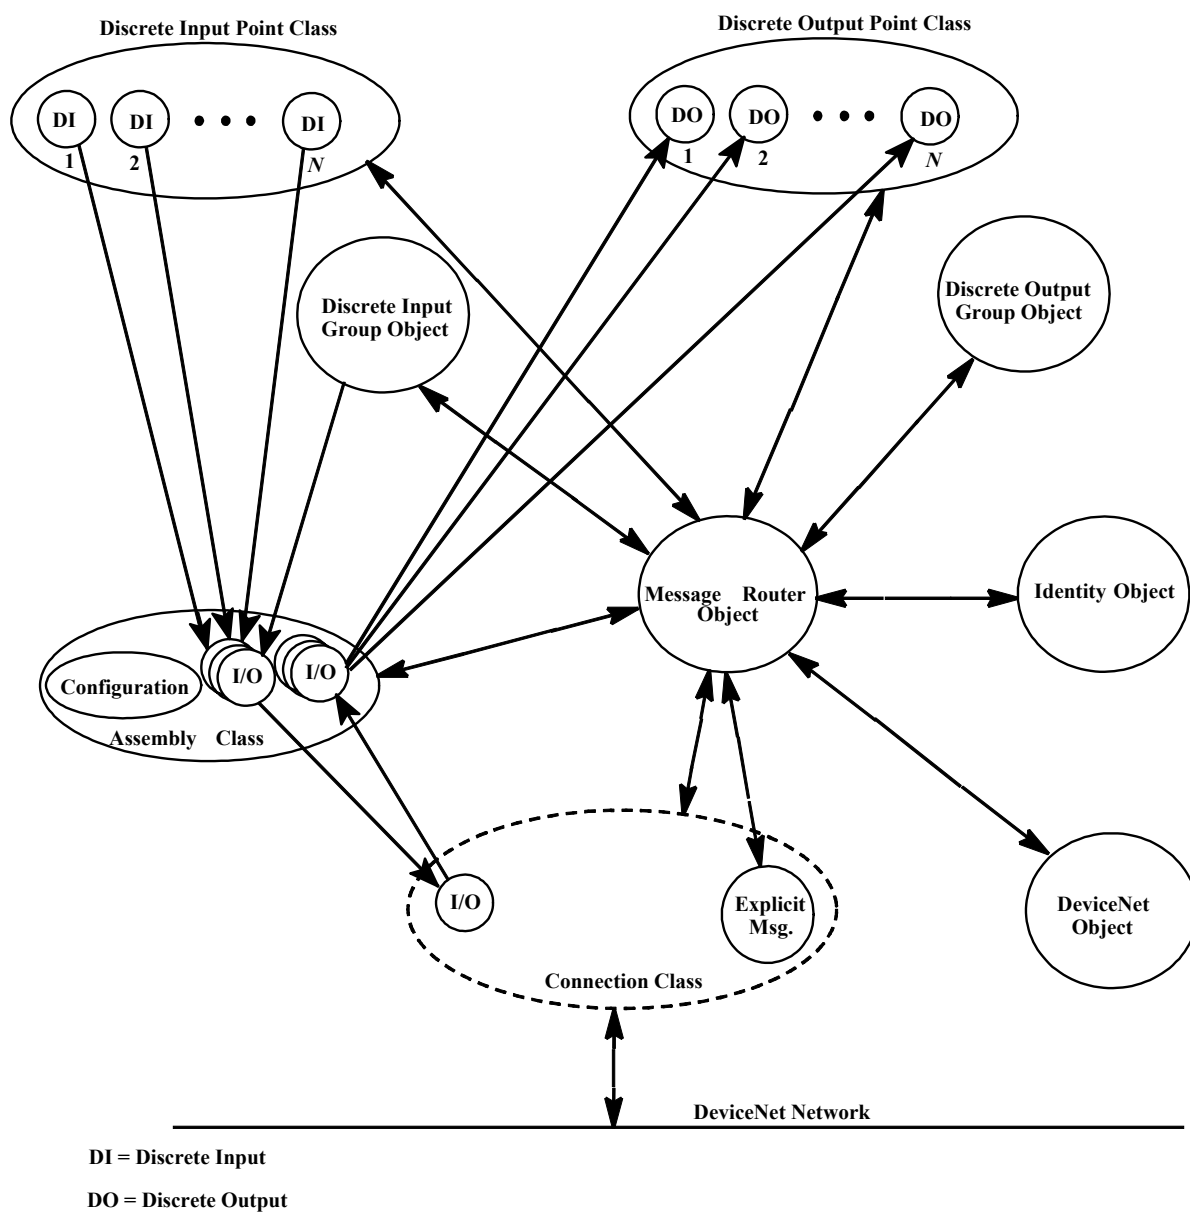 Discrete Input Point Class
Discrete Output Point Class
DI
DI
• • •
DI
1
2
N
DO
DO
• • •
DO
1
2
N
Discrete Input
Group Object
Discrete Output
Group Object
Message Router
Object
Identity Object
Configuration
I/O
I/O
Assembly Class
I/O
Explicit
Msg.
DeviceNet
Object
Connection Class
DeviceNet Network
DI = Discrete Input
DO = Discrete Output